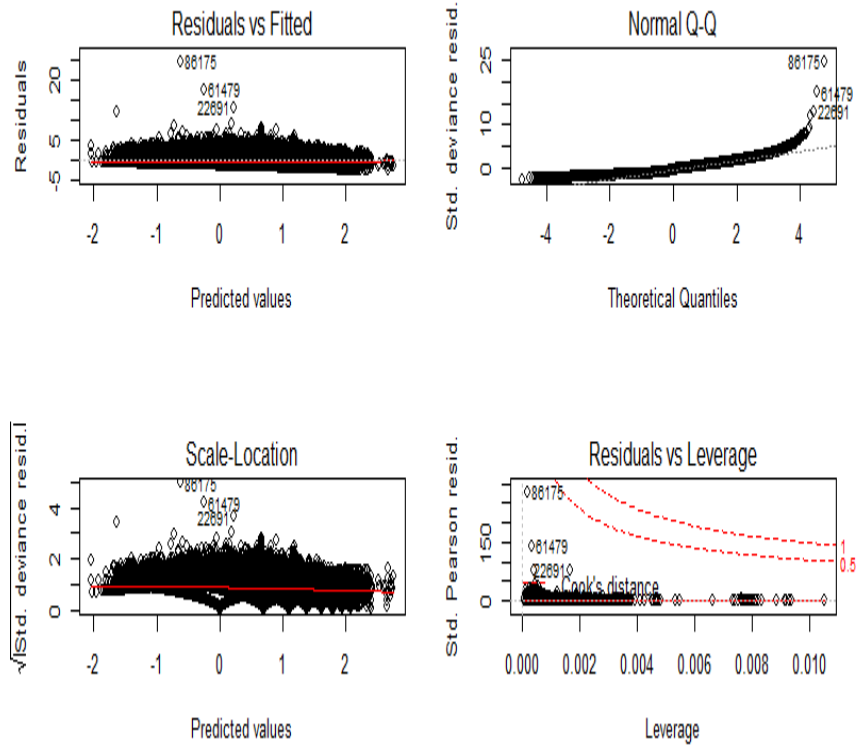 Residuals vs Fitted
Residuals
20
5
-5
86175
61479
22691
-2 -1 0 1 2
Predicted values
Normal Q-Q
Std. deviance resid.
25
10
0
86175
61479
22691
-4 -2 0 2 4
Theoretical Quantiles
Scale-Location
√|Std. deviance resid.|
4
2
0
86175
61479
22691
-2 -1 0 1 2
Predicted values
Residuals vs Leverage
Std. Pearson resid.
150
0
86175
61479
22691
Cook's distance
1
0.5
0.000 0.002 0.004 0.006 0.008 0.010
Leverage